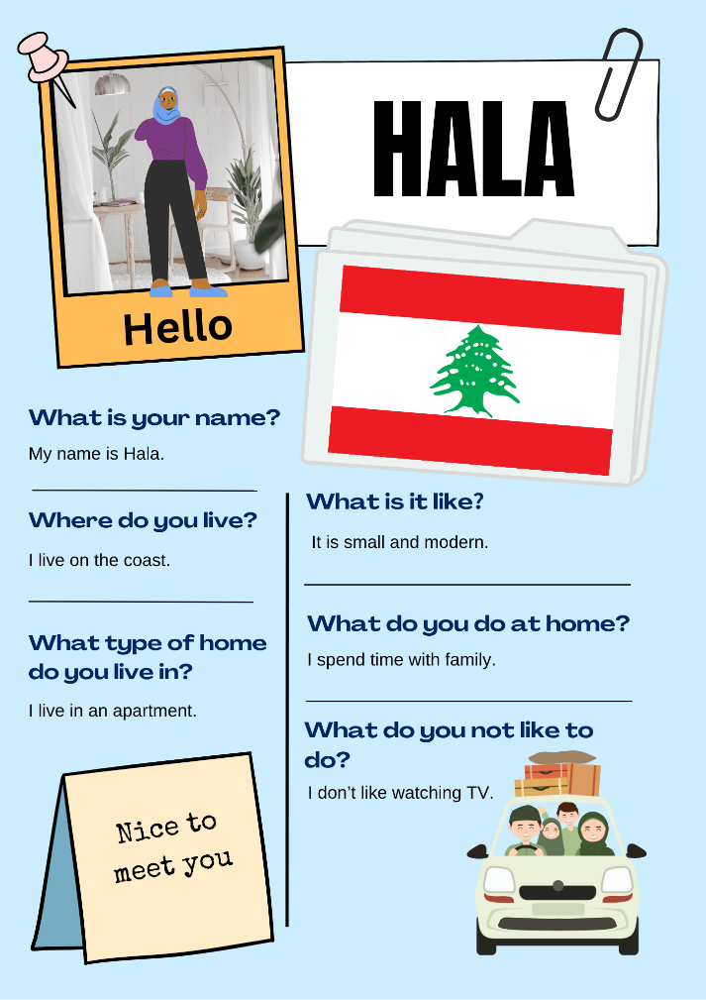 HALA
Hello
What is your name?
My name is Hala.
Where do you live?
I live on the coast.
What type of home
do you live in?
I live in an apartment.
Nice to
meet you
What is it like?
It is small and modern.
What do you do at home?
I spend time with family.
What do you not like to
do?
I don’t like watching TV.